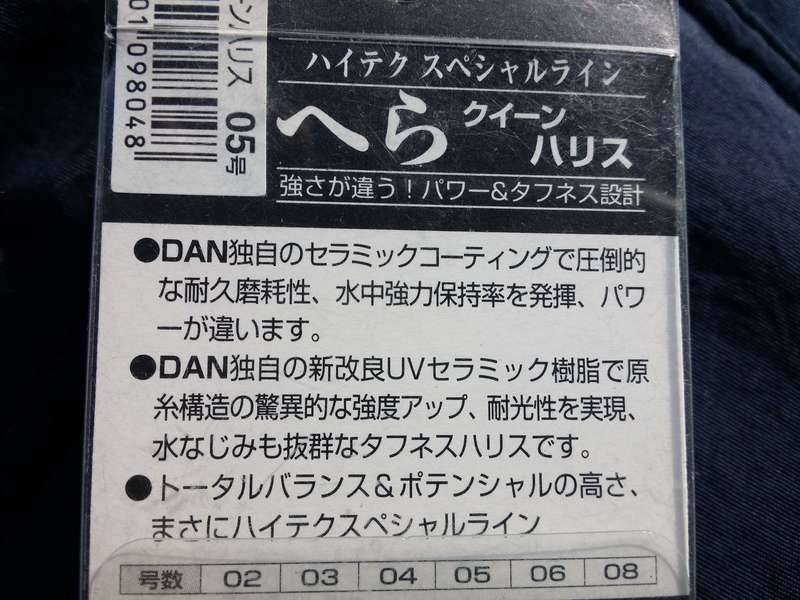 ンハリス 05号
01098048
ハイテク スペシャルライン
へら クイーン
ハリス
強さが違う!パワー&タフネス設計
●DAN独自のセラミックコーティングで圧倒的
な耐久磨耗性、水中強力保持率を発揮、パワ
ーが違います。
●DAN独自の新改良UVセラミック樹脂で原
糸構造の驚異的な強度アップ、耐光性を実現、
水なじみも抜群なタフネスハリスです。
●トータルバランス&ポテンシャルの高さ、
まさにハイテクスペシャルライン
号数 02 03 04 05 06 08